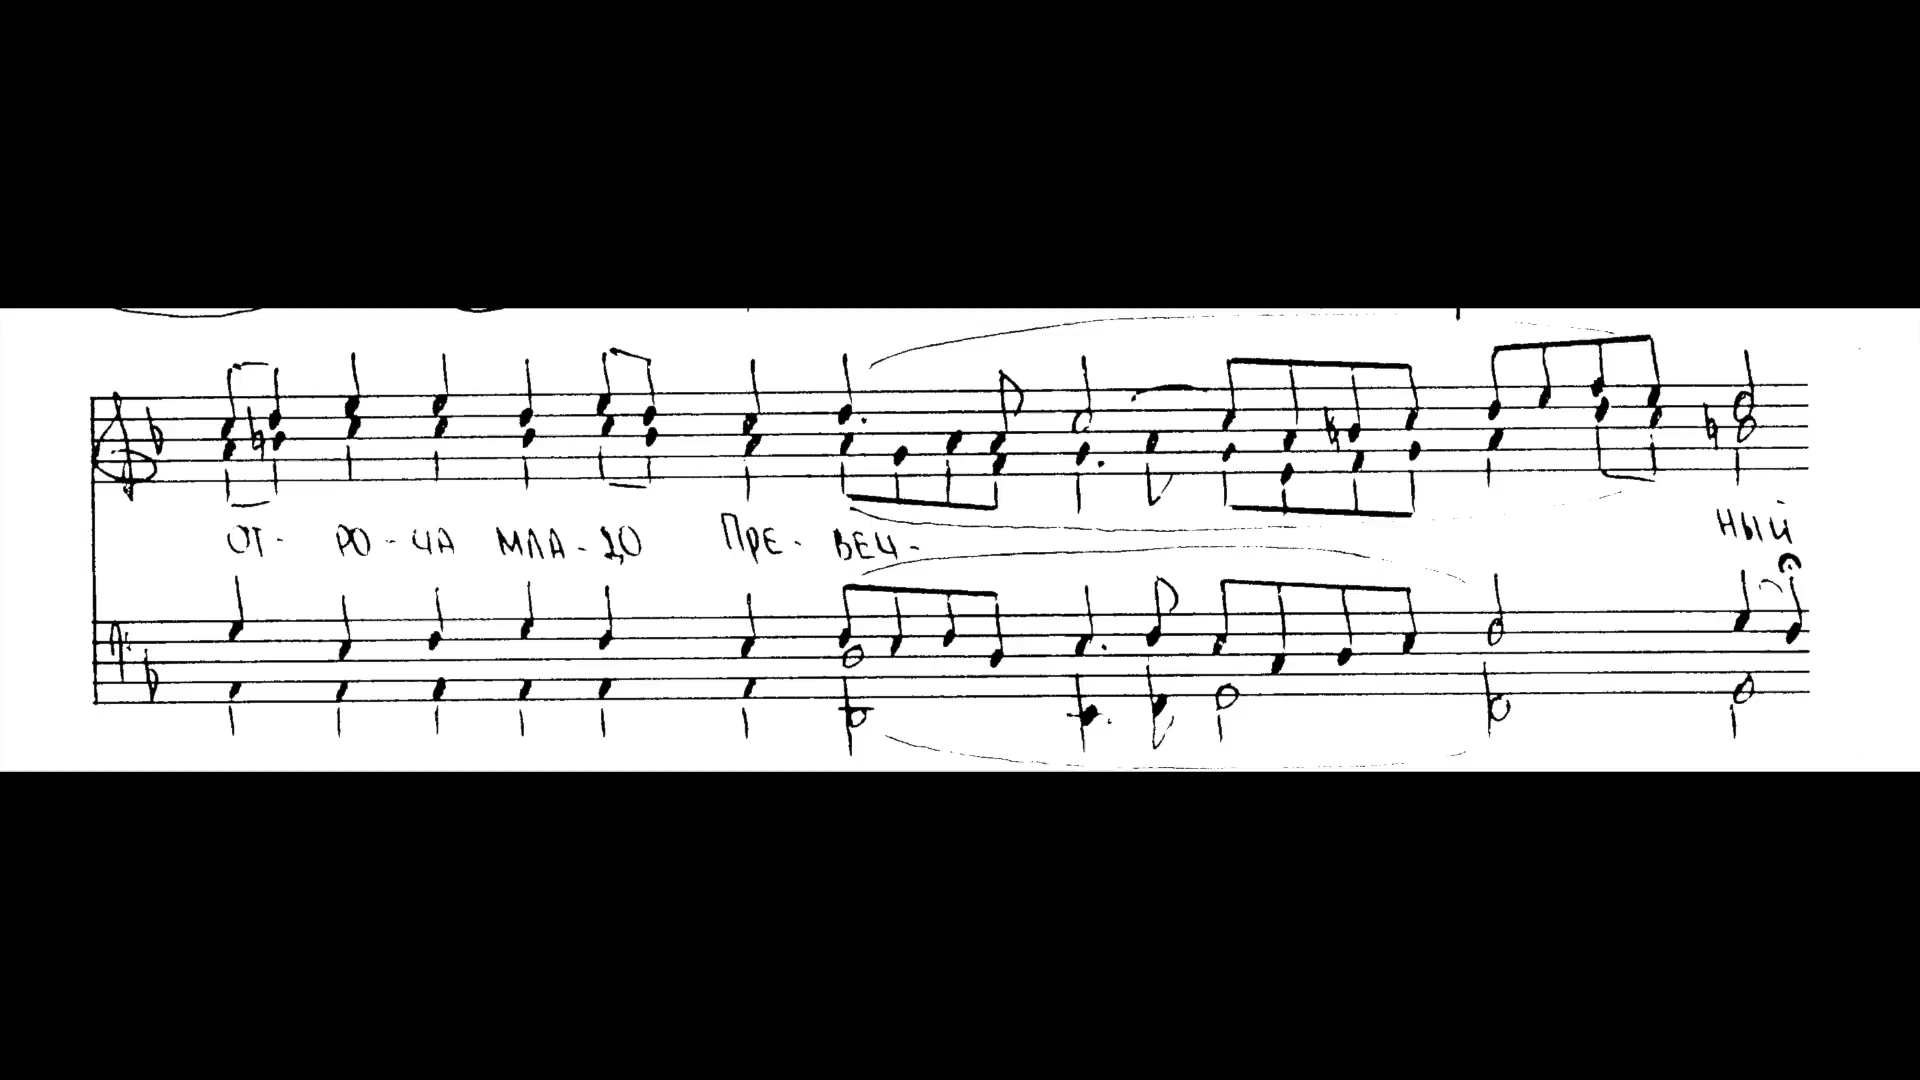 ОТ- РО-ЧА МЛА-ДО ПРЕ- ВЕЧ- НЫЙ